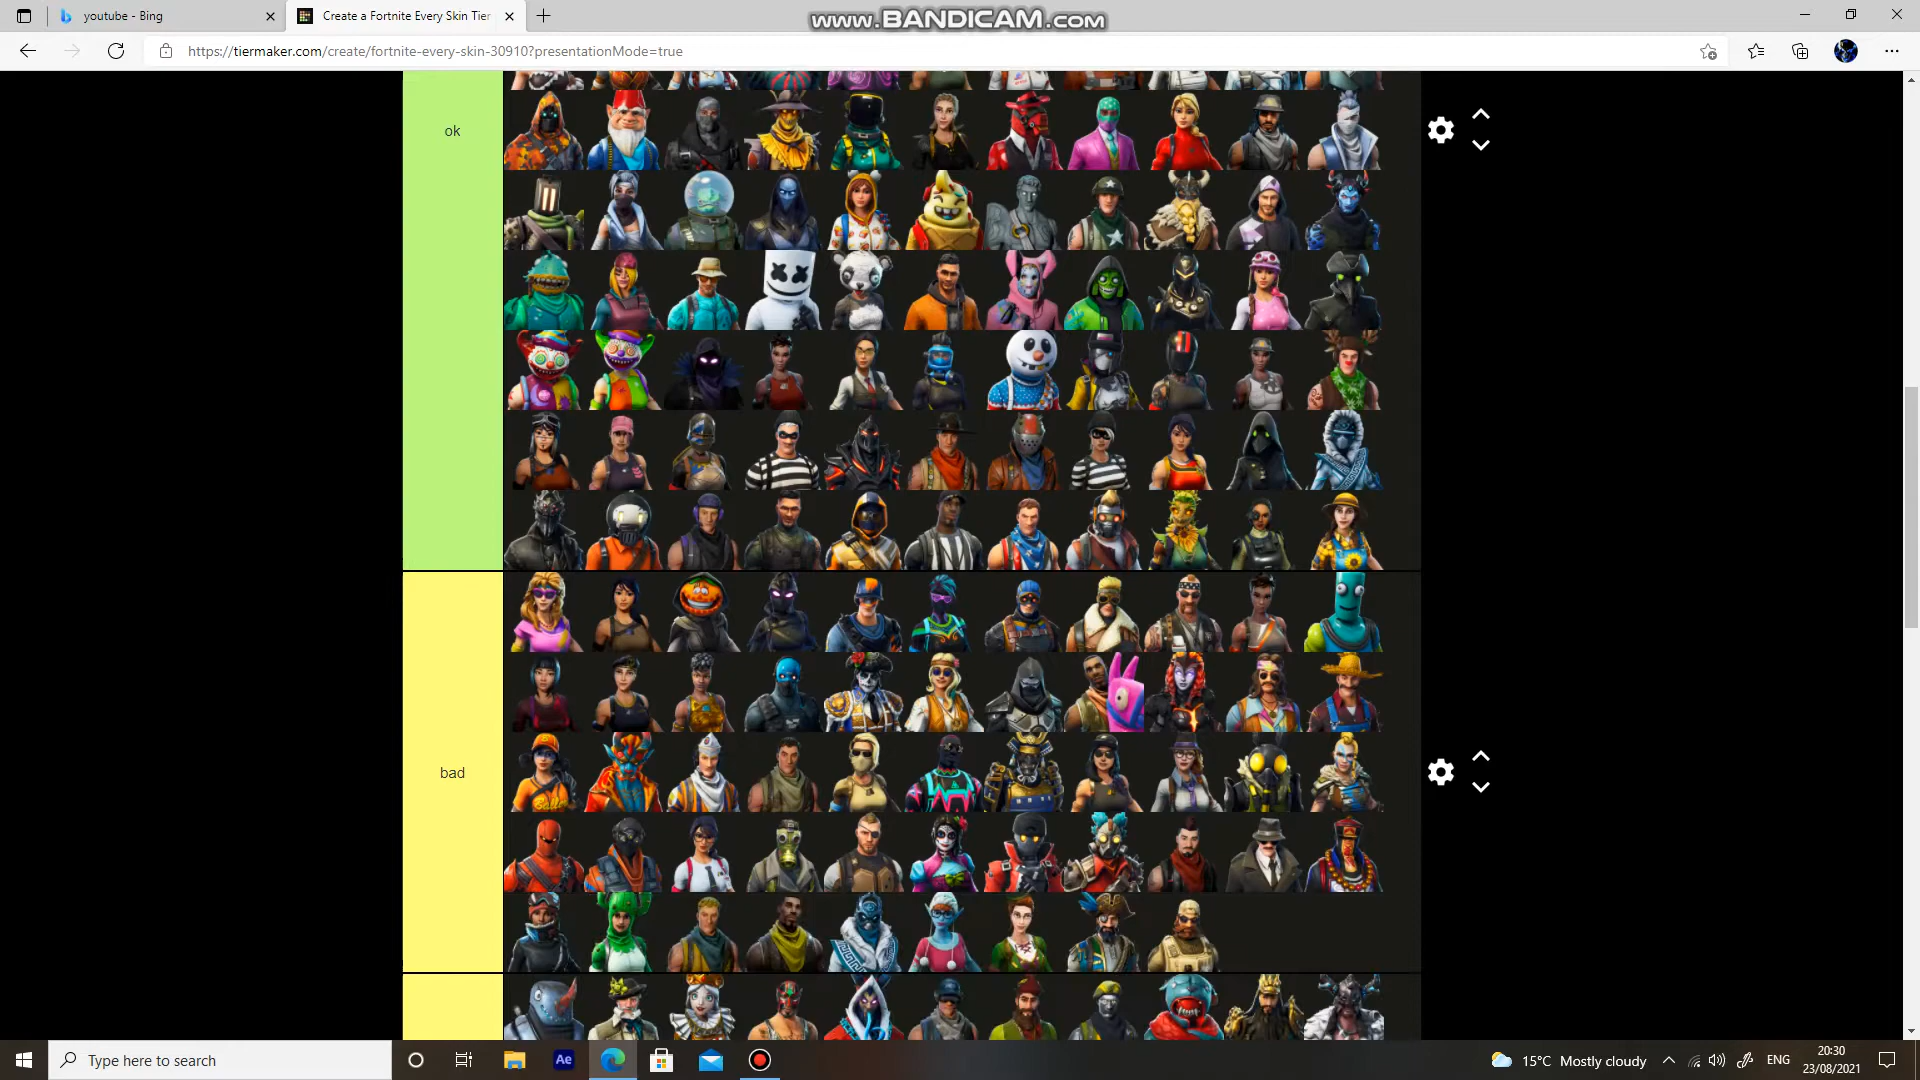 youtube - Bing
Create a Fortnite Every Skin Tier
www.BANDICAM.com
https://tiermaker.com/create/fortnite-every-skin-30910?presentationMode=true
ok
bad
Type here to search
Ae
15°C Mostly cloudy
ENG
20:30
23/08/2021